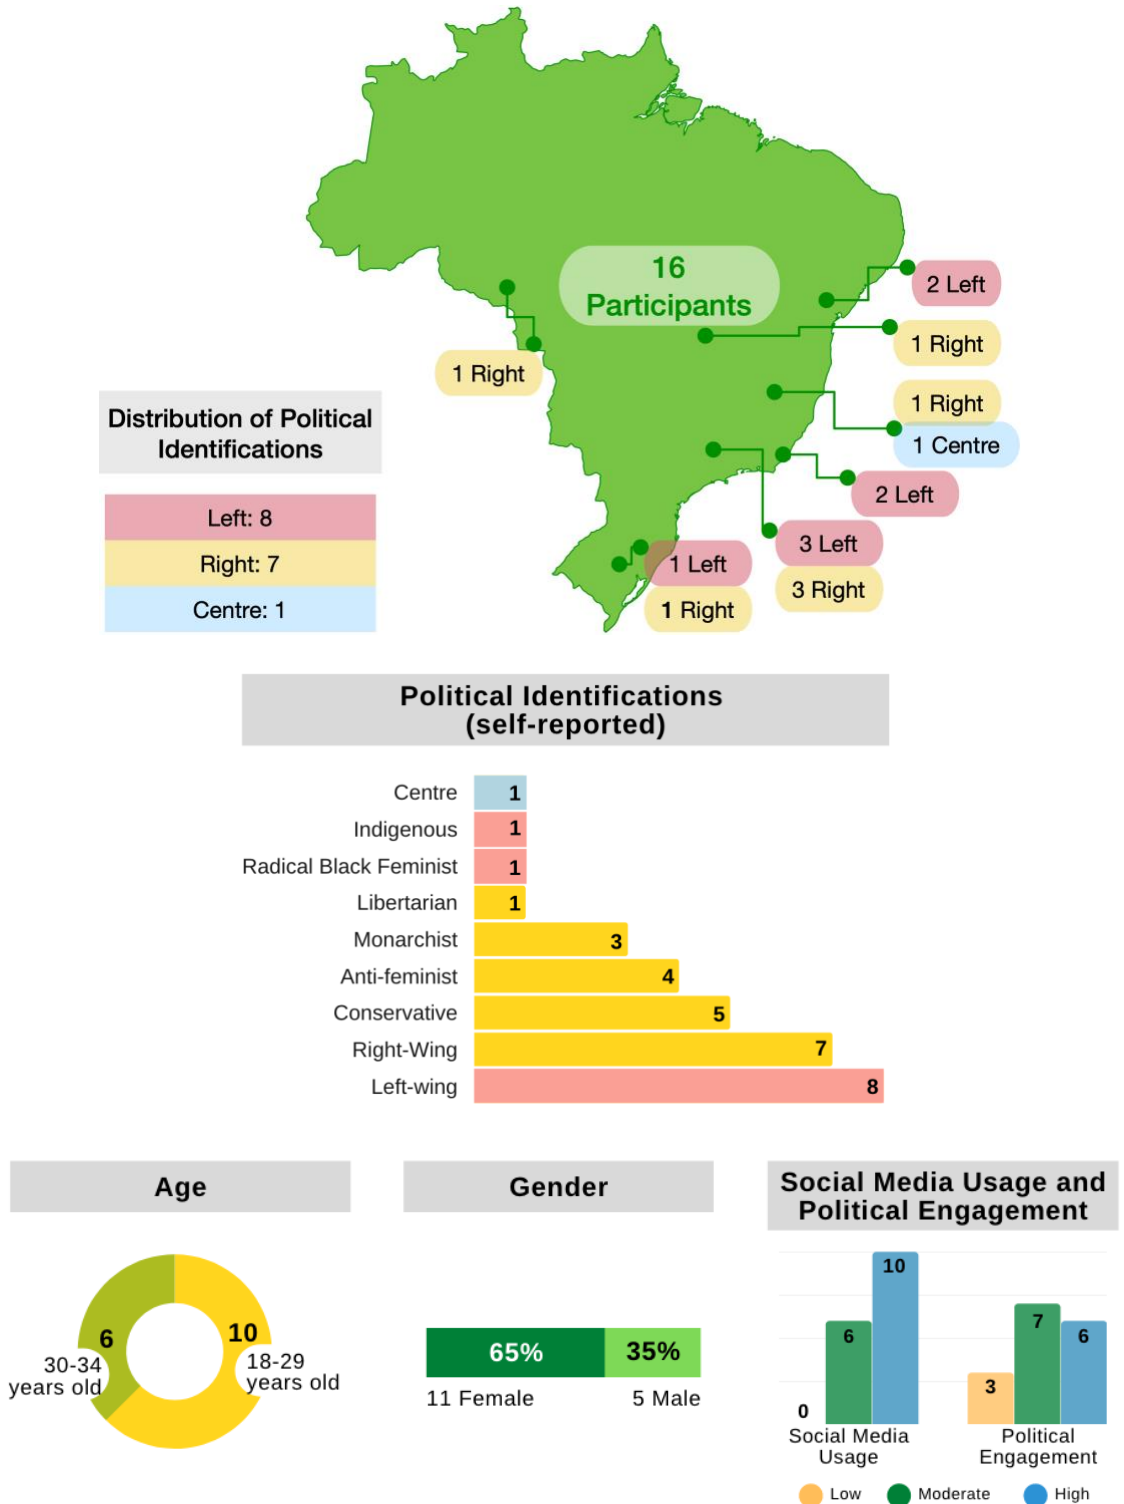 16
Participants
2 Left
1 Right
1 Right
1 Right
1 Centre
2 Left
3 Left
3 Right
1 Left
1 Right
Distribution of Political
Identifications
Left: 8
Right: 7
Centre: 1
Political Identifications
(self-reported)
Centre 1
Indigenous 1
Radical Black Feminist 1
Libertarian 1
Monarchist 3
Anti-feminist 4
Conservative 5
Right-Wing 7
Left-wing 8
Age
6
10
30-34
years old
18-29
years old
Gender
65% 35%
11 Female 5 Male
Social Media Usage and
Political Engagement
0 6 10
3 7 6
Social Media
Usage
Political
Engagement
Low Moderate High